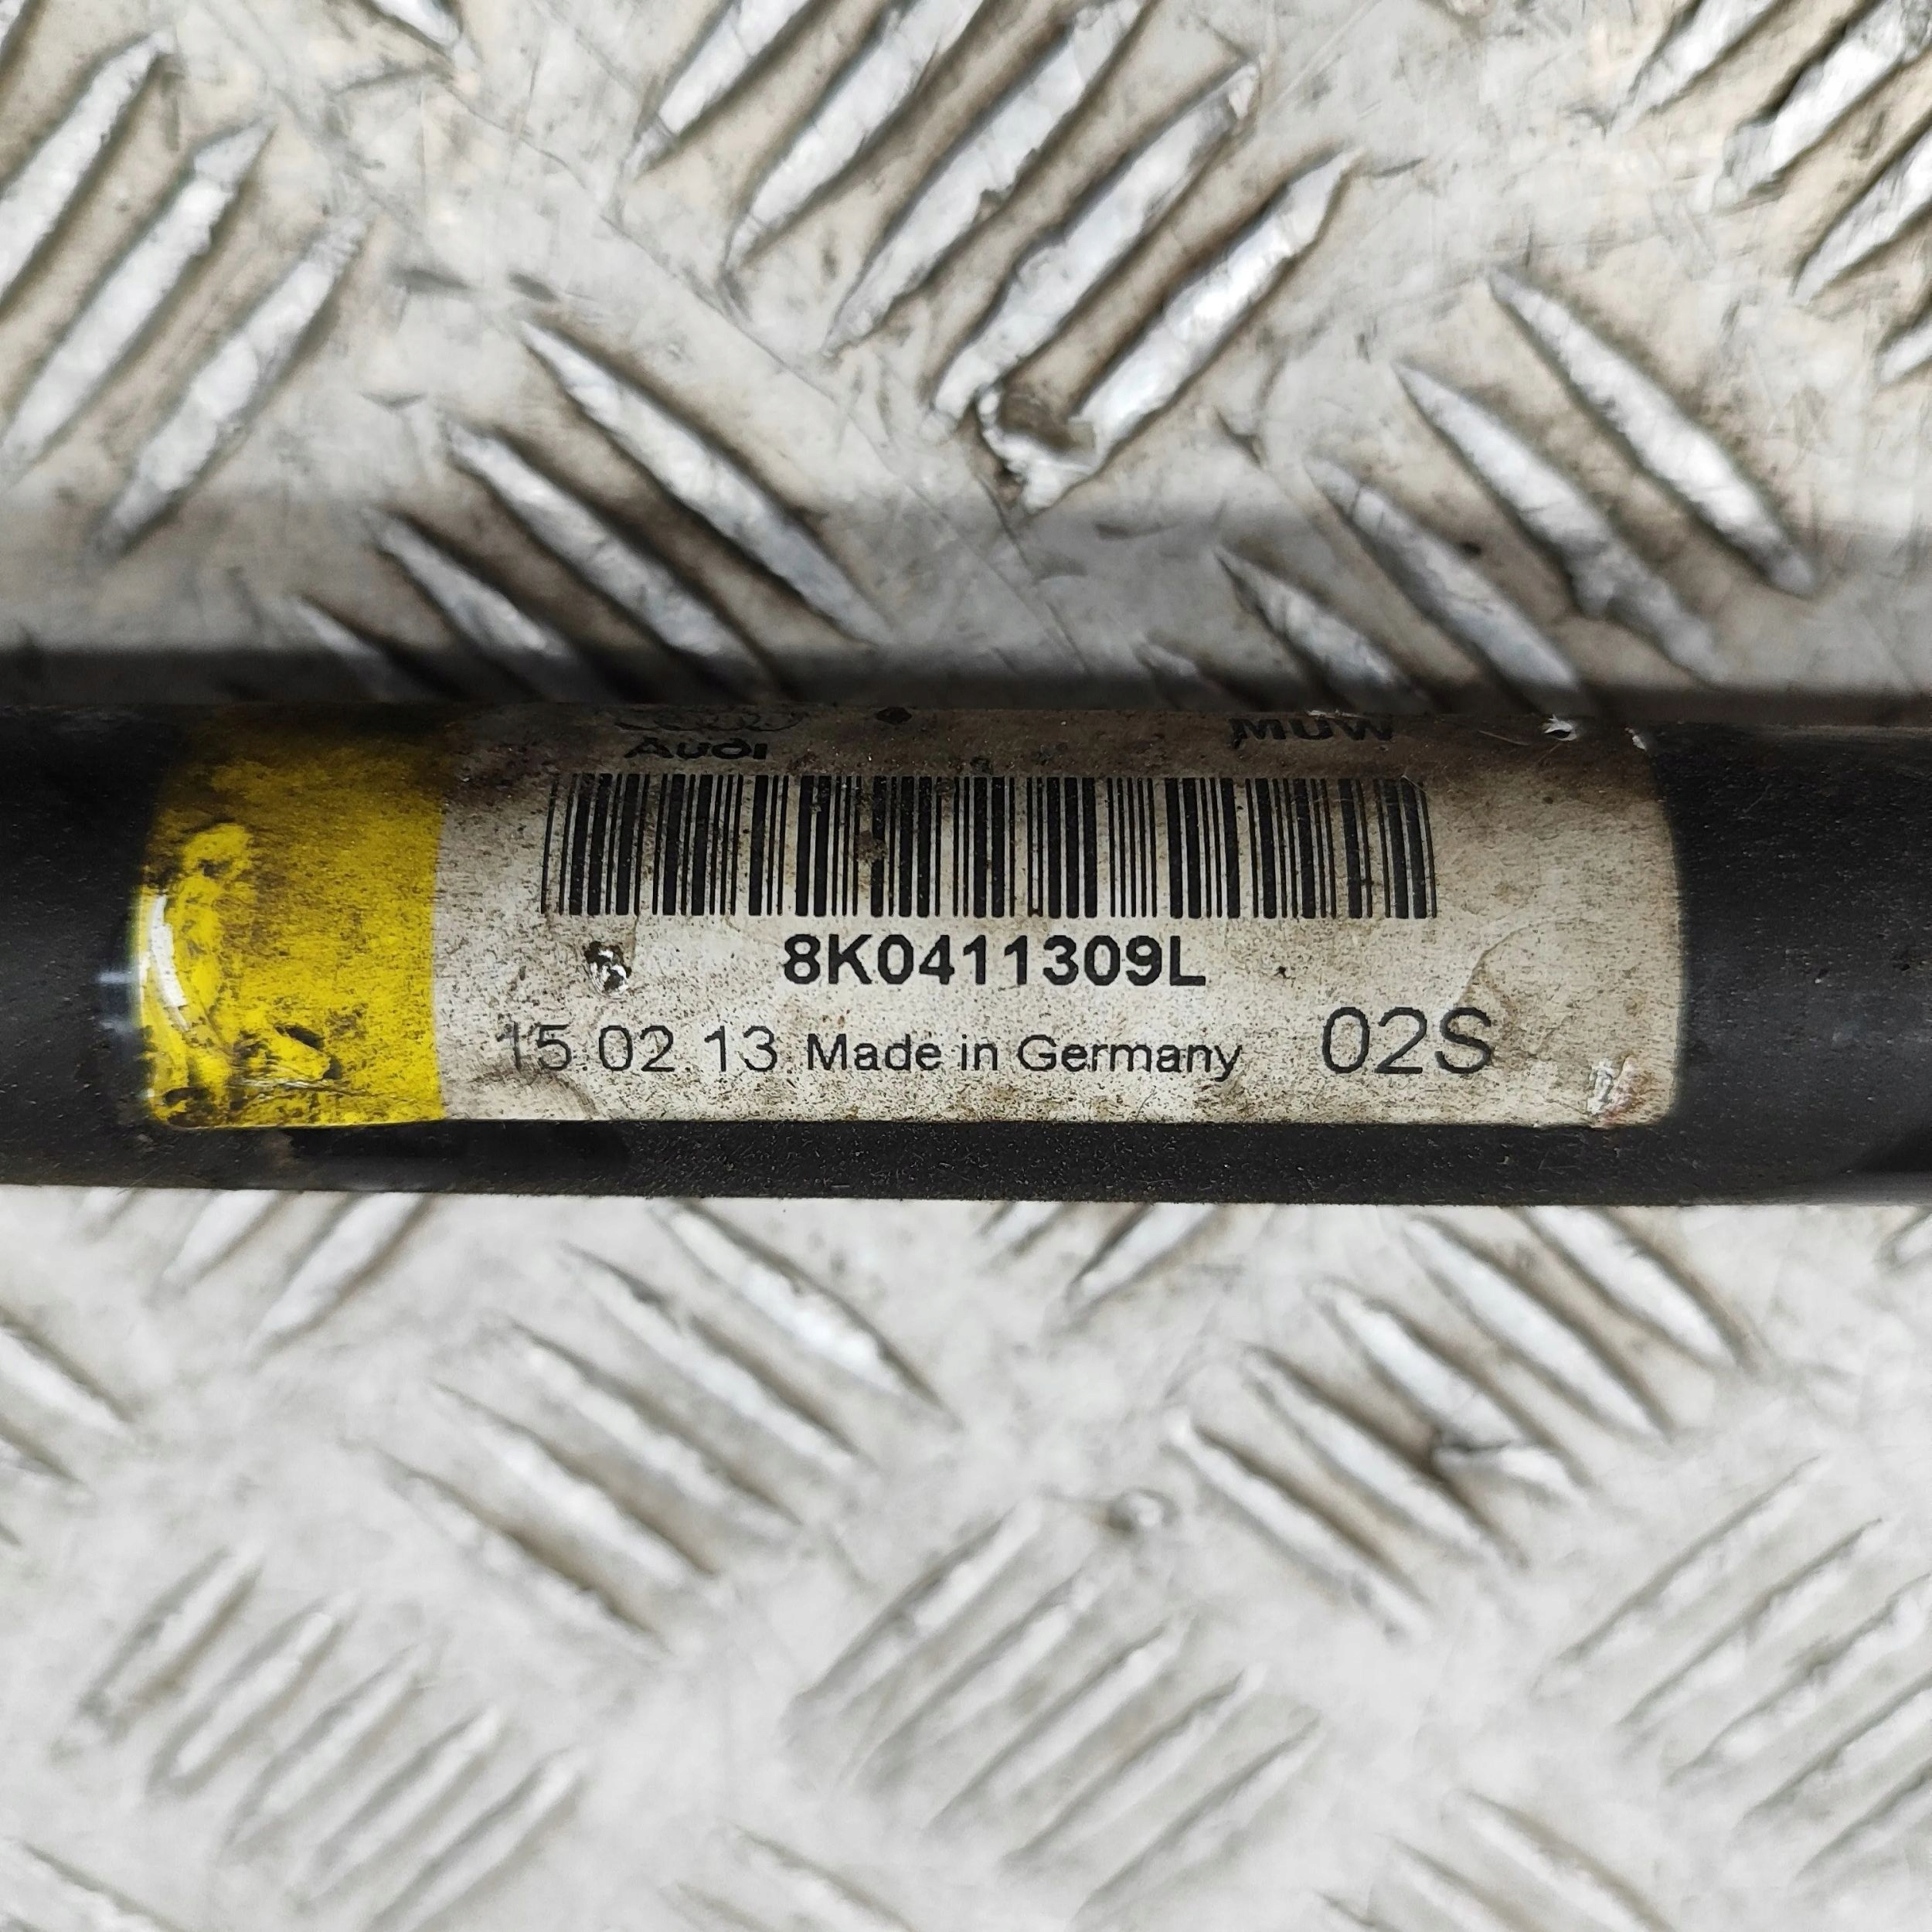 Audi MUW
8K0411309L
15.02.13 Made in Germany 02S